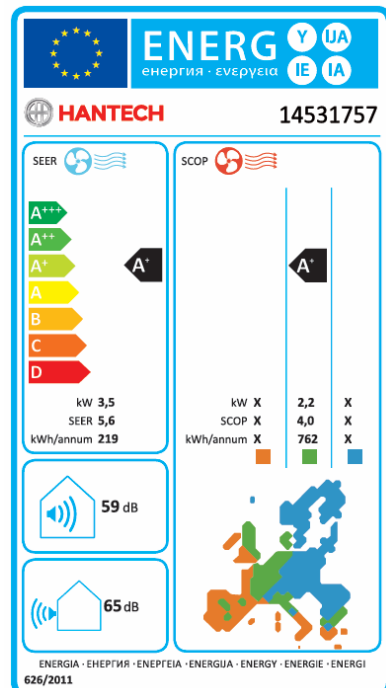 ENERG Y IJA
енергия · ενεργεια IE IA
HANTECH 14531757
SEER SCOP
A+++
A++
A+ A+ A+
A
B
C
D
kW 3,5 kW X 2,2 X
SEER 5,6 SCOP X 4,0 X
kWh/annum 219 kWh/annum X 762 X
59 dB
65 dB
ENERGIA · ЕНЕРГИЯ · ΕΝΕΡΓΕΙΑ · ENERGIJA · ENERGY · ENERGIE · ENERGI
626/2011